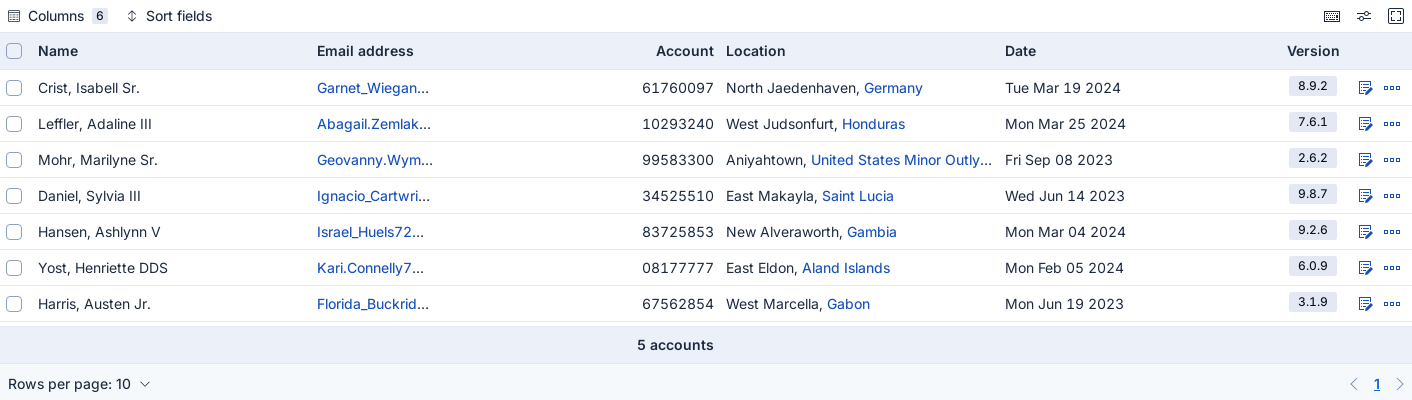 Columns 6 Sort fields
Name Email address Account Location Date Version
Crist, Isabell Sr. Garnet_Wiegan... 61760097 North Jaedenhaven, Germany Tue Mar 19 2024 8.9.2
Leffler, Adaline III Abagail.Zemlak... 10293240 West Judsonfurt, Honduras Mon Mar 25 2024 7.6.1
Mohr, Marilyne Sr. Geovanny.Wym... 99583300 Aniyahtown, United States Minor Outly... Fri Sep 08 2023 2.6.2
Daniel, Sylvia III Ignacio_Cartwri... 34525510 East Makayla, Saint Lucia Wed Jun 14 2023 9.8.7
Hansen, Ashlynn V Israel_Huels72... 83725853 New Alveraworth, Gambia Mon Mar 04 2024 9.2.6
Yost, Henriette DDS Kari.Connelly7... 08177777 East Eldon, Aland Islands Mon Feb 05 2024 6.0.9
Harris, Austen Jr. Florida_Buckrid... 67562854 West Marcella, Gabon Mon Jun 19 2023 3.1.9
5 accounts
Rows per page: 10 1